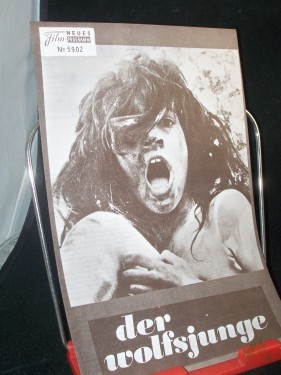 Film-
NEUES
PROGRAMM
Nr 5902
der
wolfsjunge